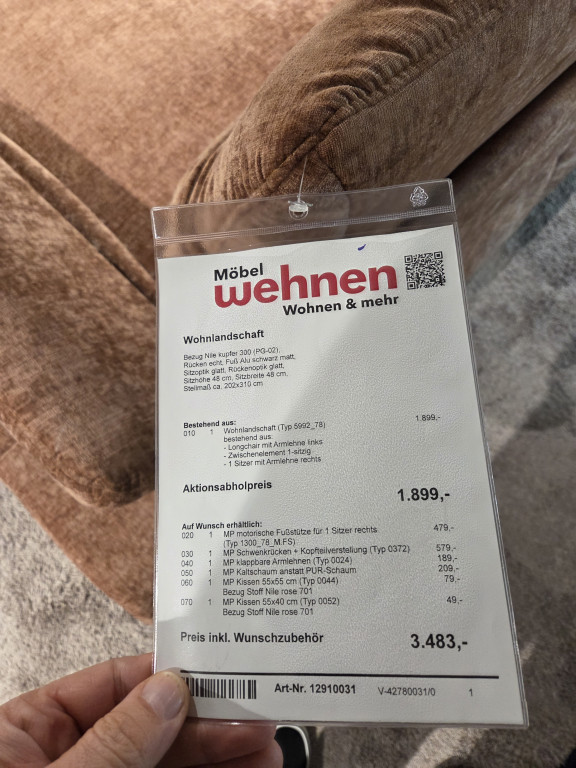 Möbel
wehnen
Wohnen & mehr
Wohnlandschaft
Bezug Nile kupfer 300 (PG-02),
Rücken echt, Fuß Alu schwarz matt,
Sitzoptik glatt, Rückenoptik glatt,
Sitzhöhe 48 cm, Sitzbreite 48 cm,
Stellmaß ca. 202x310 cm
Bestehend aus:
010 1 Wohnlandschaft (Typ 5992_78) 1.899,-
bestehend aus:
- Longchair mit Armlehne links
- Zwischenelement 1-sitzig
- 1 Sitzer mit Armlehne rechts
Aktionsabholpreis 1.899,-
Auf Wunsch erhältlich:
020 1 MP motorische Fußstütze für 1 Sitzer rechts 479,-
(Typ 1300_78_M.FS)
030 1 MP Schwenkrücken + Kopfteilverstellung (Typ 0372) 579,-
040 1 MP klappbare Armlehnen (Typ 0024) 189,-
050 1 MP Kaltschaum anstatt PUR-Schaum 209,-
060 1 MP Kissen 55x55 cm (Typ 0044) 79,-
Bezug Stoff Nile rose 701
070 1 MP Kissen 55x40 cm (Typ 0052) 49,-
Bezug Stoff Nile rose 701
Preis inkl. Wunschzubehör 3.483,-
Art-Nr. 12910031 V-42780031/0 1